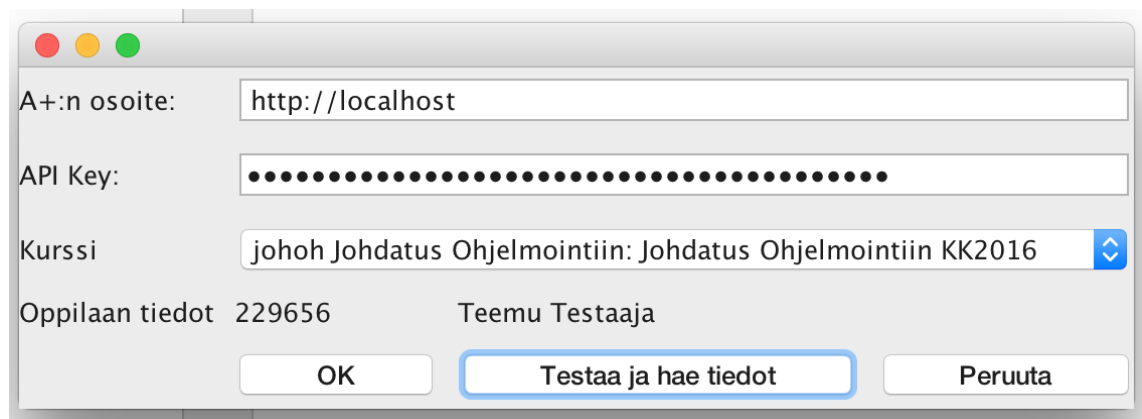 A+:n osoite: http://localhost
API Key: ••••••••••••••••••••••••••••••••••••••••
Kurssi johoh Johdatus Ohjelmointiin: Johdatus Ohjelmointiin KK2016
Oppilaan tiedot 229656 Teemu Testaaja
OK Testaa ja hae tiedot Peruuta